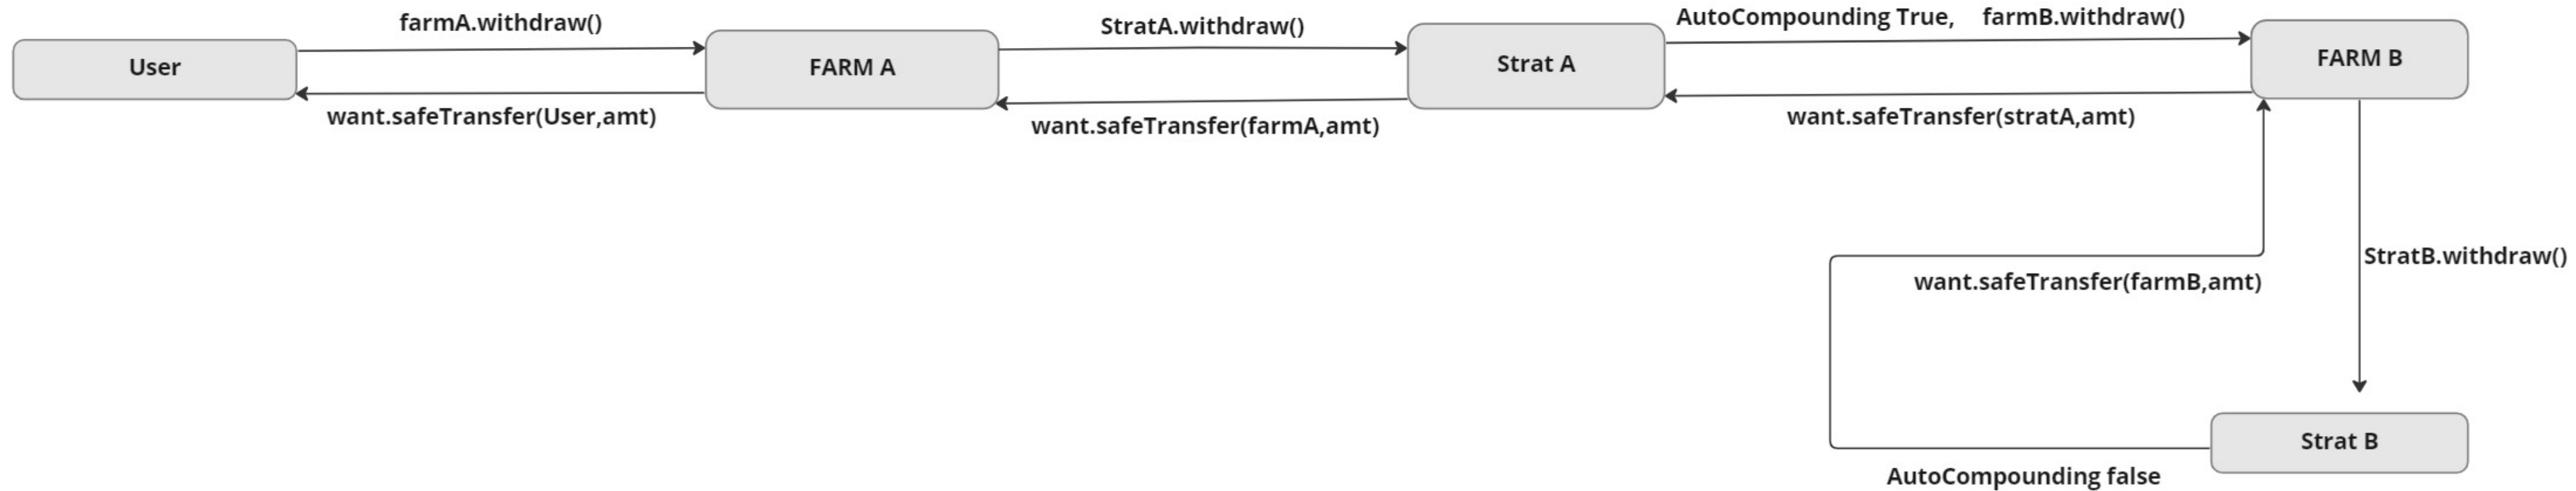 farmA.withdraw()
StratA.withdraw()
AutoCompounding True, farmB.withdraw()
User
FARM A
Strat A
FARM B
want.safeTransfer(User,amt)
want.safeTransfer(farmA,amt)
want.safeTransfer(stratA,amt)
StratB.withdraw()
want.safeTransfer(farmB,amt)
Strat B
AutoCompounding false